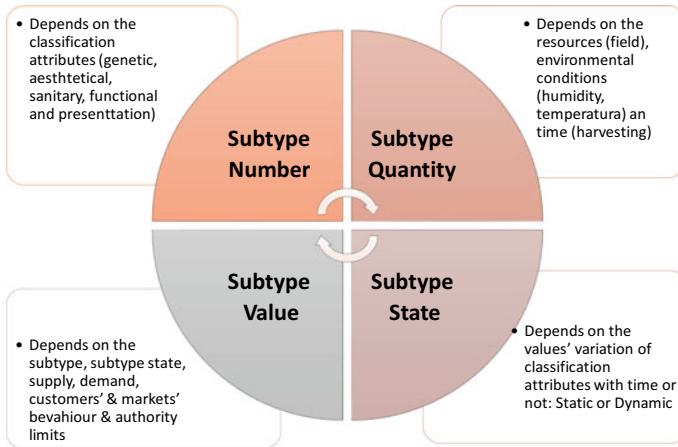 • Depends on the
classification
attributes (genetic,
aesthtetical,
sanitary, functional
and presenttation)
• Depends on the
resources (field),
environmental
conditions
(humidity,
temperatura) an
time (harvesting)
Subtype
Number
Subtype
Quantity
Subtype
Value
Subtype
State
• Depends on the
subtype, subtype state,
supply, demand,
customers' & markets'
bevahiour & authority
limits
• Depends on the
values' variation of
classification
attributes with time or
not: Static or Dynamic